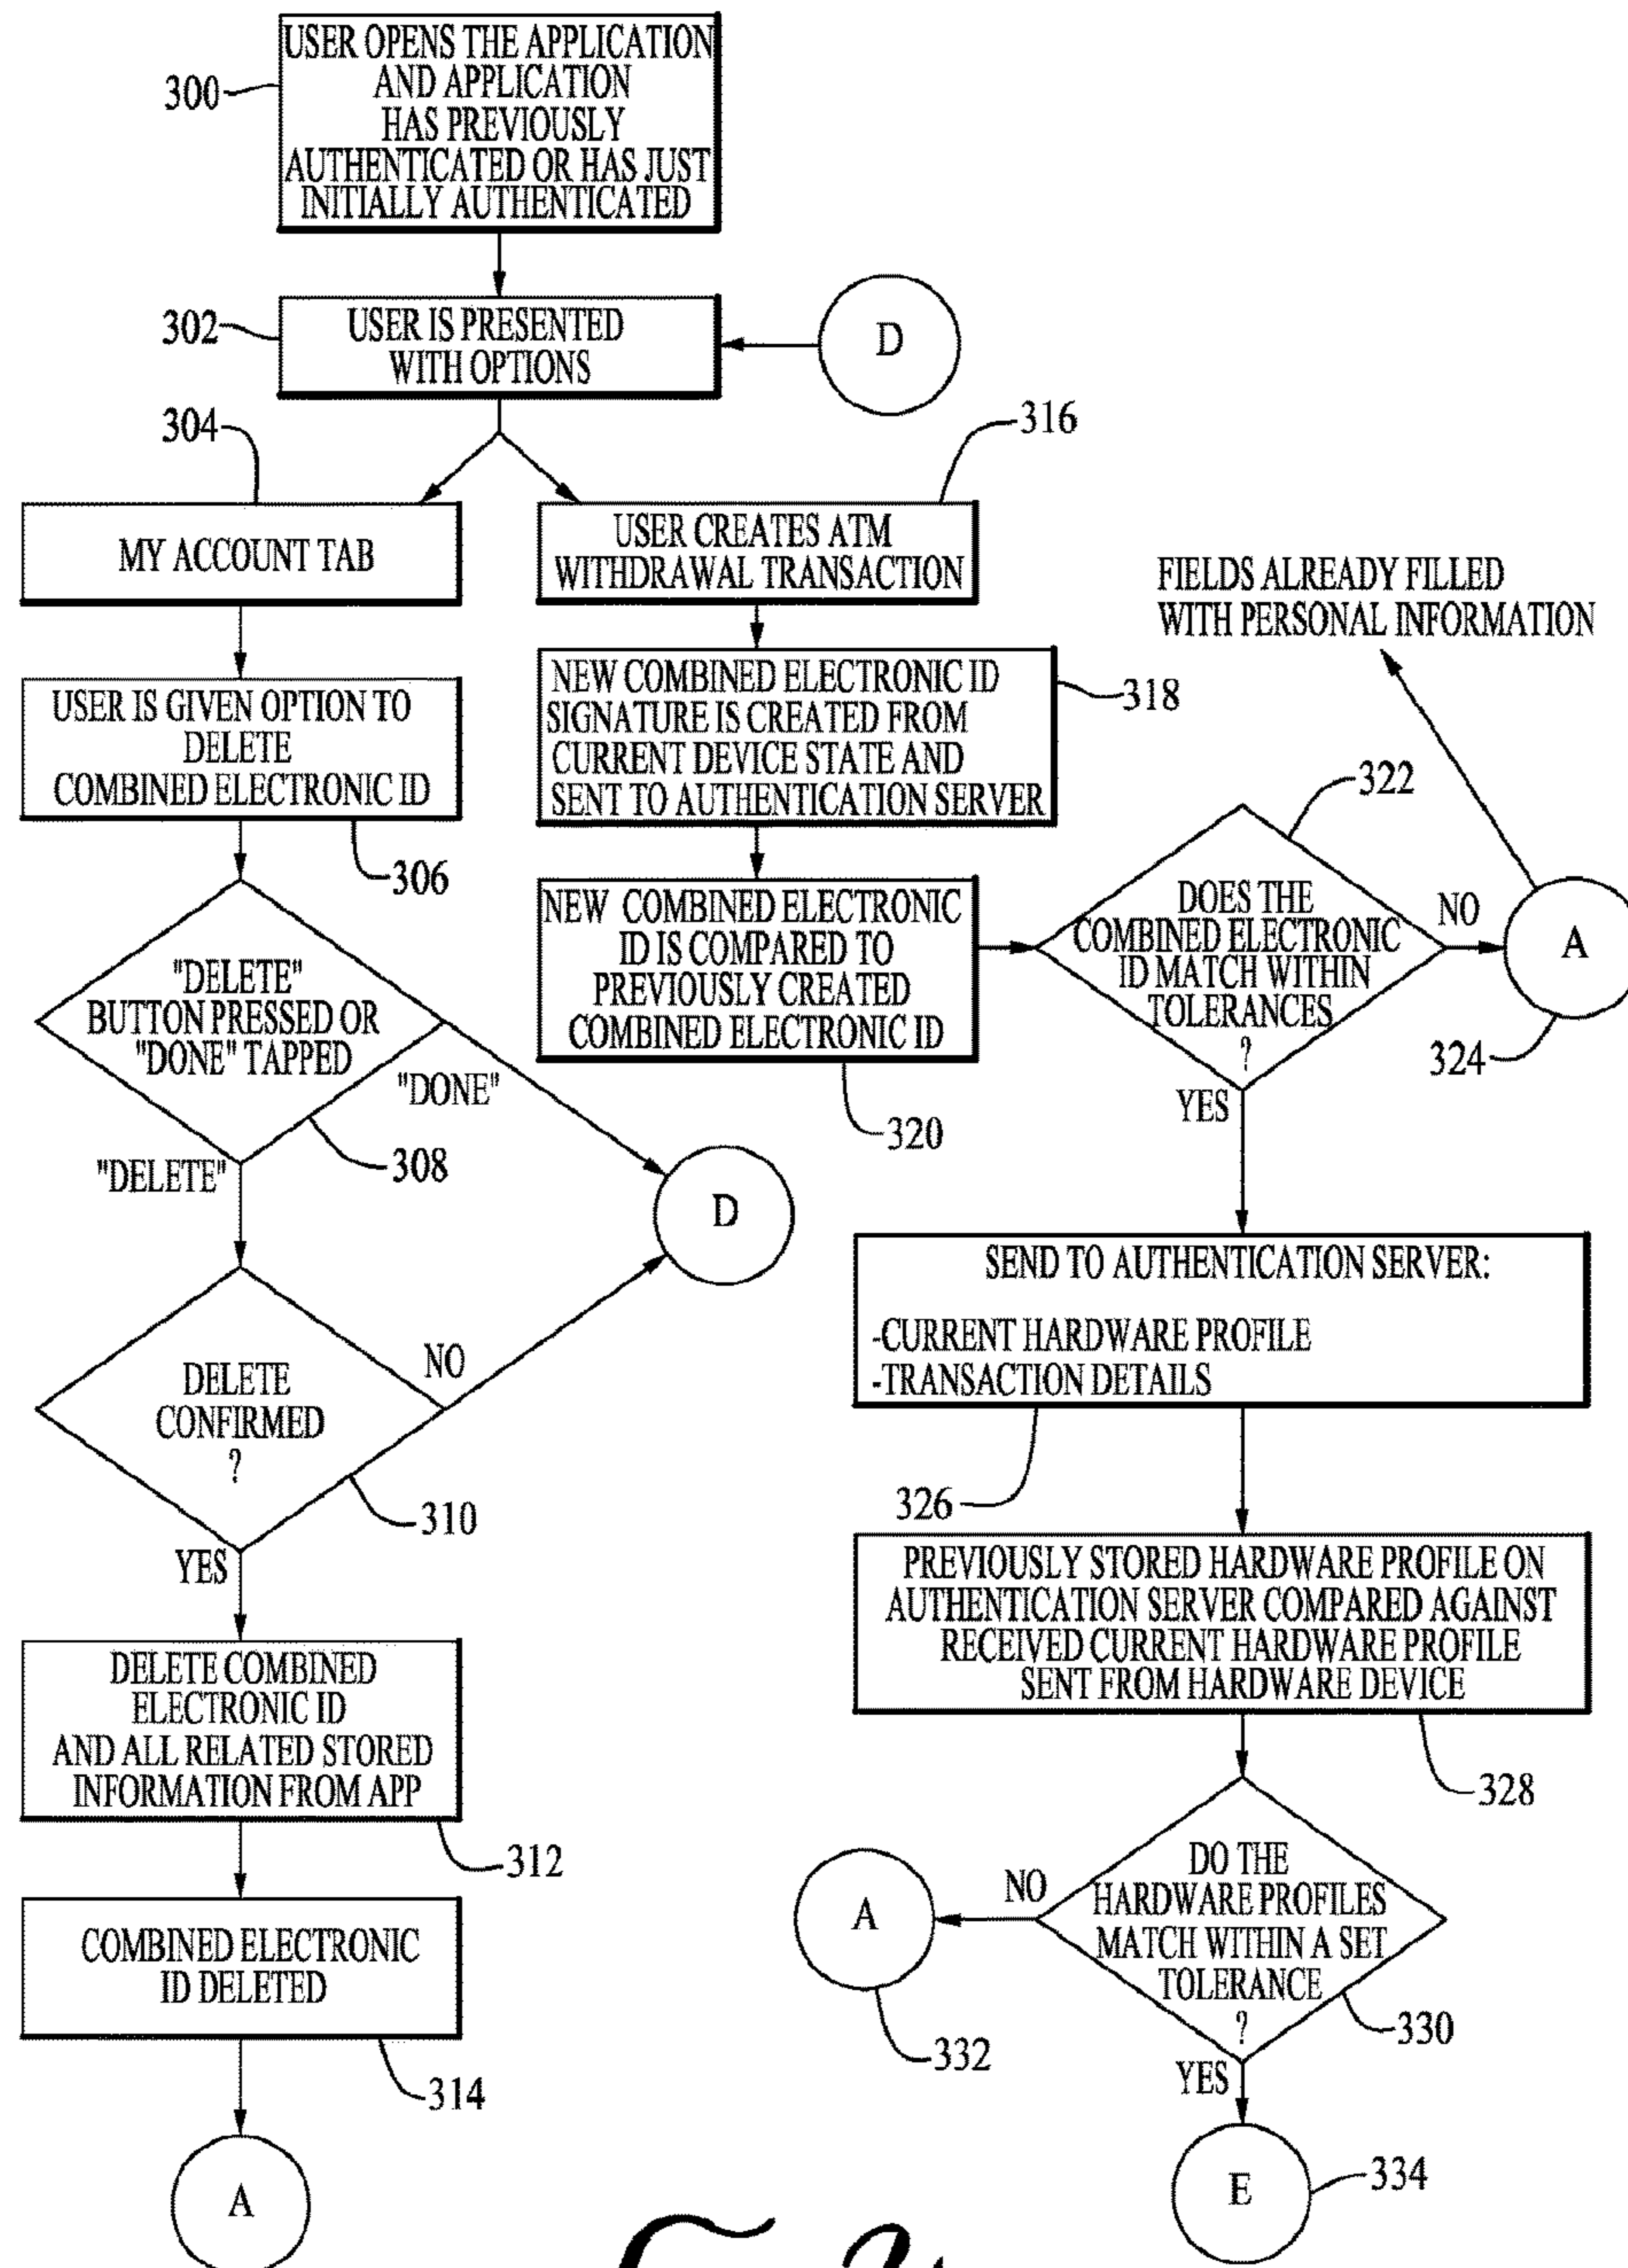 USER OPENS THE APPLICATION
AND APPLICATION
HAS PREVIOUSLY
AUTHENTICATED OR HAS JUST
INITIALLY AUTHENTICATED
300
302
USER IS PRESENTED
WITH OPTIONS
D
304
MY ACCOUNT TAB
USER IS GIVEN OPTION TO
DELETE
COMBINED ELECTRONIC ID
306
"DELETE"
BUTTON PRESSED OR
"DONE" TAPPED
"DONE"
308
"DELETE"
D
DELETE
CONFIRMED
?
NO
310
YES
DELETE COMBINED
ELECTRONIC ID
AND ALL RELATED STORED
INFORMATION FROM APP
312
COMBINED ELECTRONIC
ID DELETED
314
A
316
USER CREATES ATM
WITHDRAWAL TRANSACTION
NEW COMBINED ELECTRONIC ID
SIGNATURE IS CREATED FROM
CURRENT DEVICE STATE AND
SENT TO AUTHENTICATION SERVER
318
NEW COMBINED ELECTRONIC
ID IS COMPARED TO
PREVIOUSLY CREATED
COMBINED ELECTRONIC ID
320
FIELDS ALREADY FILLED
WITH PERSONAL INFORMATION
322
DOES THE
COMBINED ELECTRONIC
ID MATCH WITHIN
TOLERANCES
?
NO
A
324
YES
SEND TO AUTHENTICATION SERVER:
-CURRENT HARDWARE PROFILE
-TRANSACTION DETAILS
326
PREVIOUSLY STORED HARDWARE PROFILE ON
AUTHENTICATION SERVER COMPARED AGAINST
RECEIVED CURRENT HARDWARE PROFILE
SENT FROM HARDWARE DEVICE
328
DO THE
HARDWARE PROFILES
MATCH WITHIN A SET
TOLERANCE
?
NO
A
332
330
YES
E
334